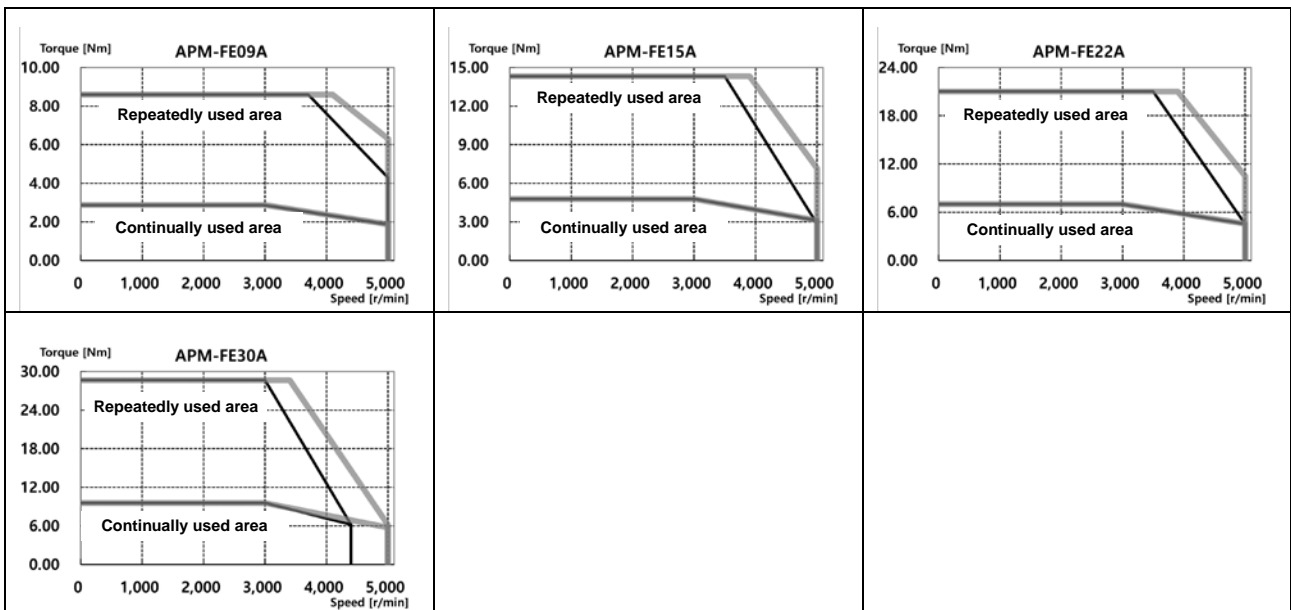 Torque [Nm] APM-FE09A
10.00
8.00
Repeatedly used area
6.00
4.00
2.00
Continually used area
0.00
0 1,000 2,000 3,000 4,000 5,000
Speed [r/min]
Torque [Nm] APM-FE15A
15.00
Repeatedly used area
12.00
9.00
6.00
3.00
Continually used area
0.00
0 1,000 2,000 3,000 4,000 5,000
Speed [r/min]
Torque [Nm] APM-FE22A
24.00
18.00
Repeatedly used area
12.00
6.00
Continually used area
0.00
0 1,000 2,000 3,000 4,000 5,000
Speed [r/min]
Torque [Nm] APM-FE30A
30.00
Repeatedly used area
24.00
18.00
12.00
6.00
Continually used area
0.00
0 1,000 2,000 3,000 4,000 5,000
Speed [r/min]